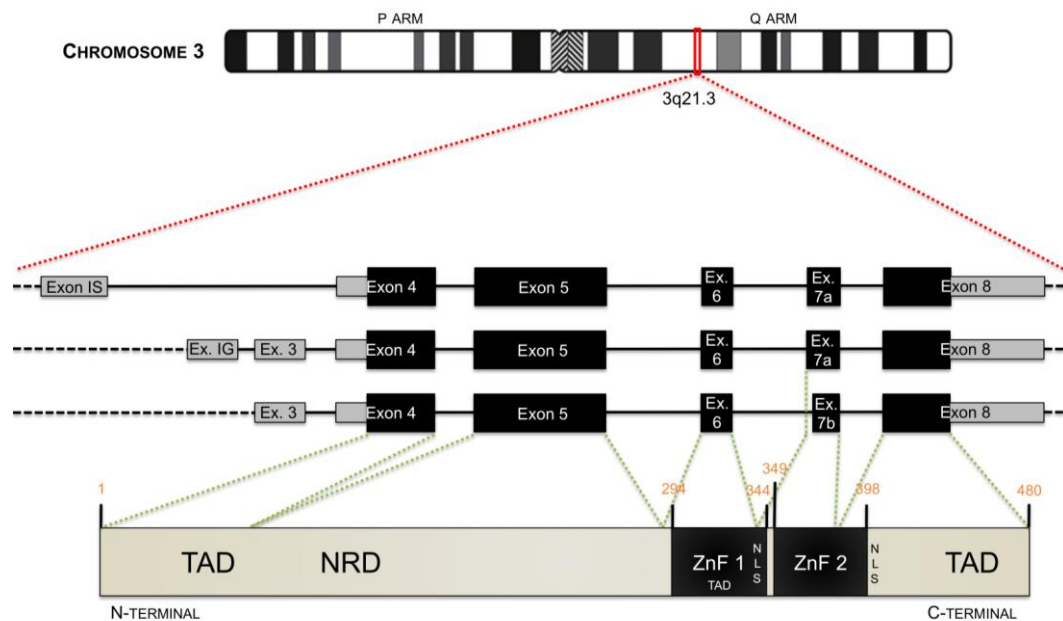 P ARM
Q ARM
CHROMOSOME 3
3q21.3
Exon IS
Exon 4
Exon 5
Ex.
6
Ex.
7a
Exon 8
Ex. IG
Ex. 3
Exon 4
Exon 5
Ex.
6
Ex.
7a
Exon 8
Ex. 3
Exon 4
Exon 5
Ex.
6
Ex.
7b
Exon 8
1
294
344
349
398
480
TAD
NRD
ZnF 1
TAD
NLS
ZnF 2
NLS
TAD
N-TERMINAL
C-TERMINAL